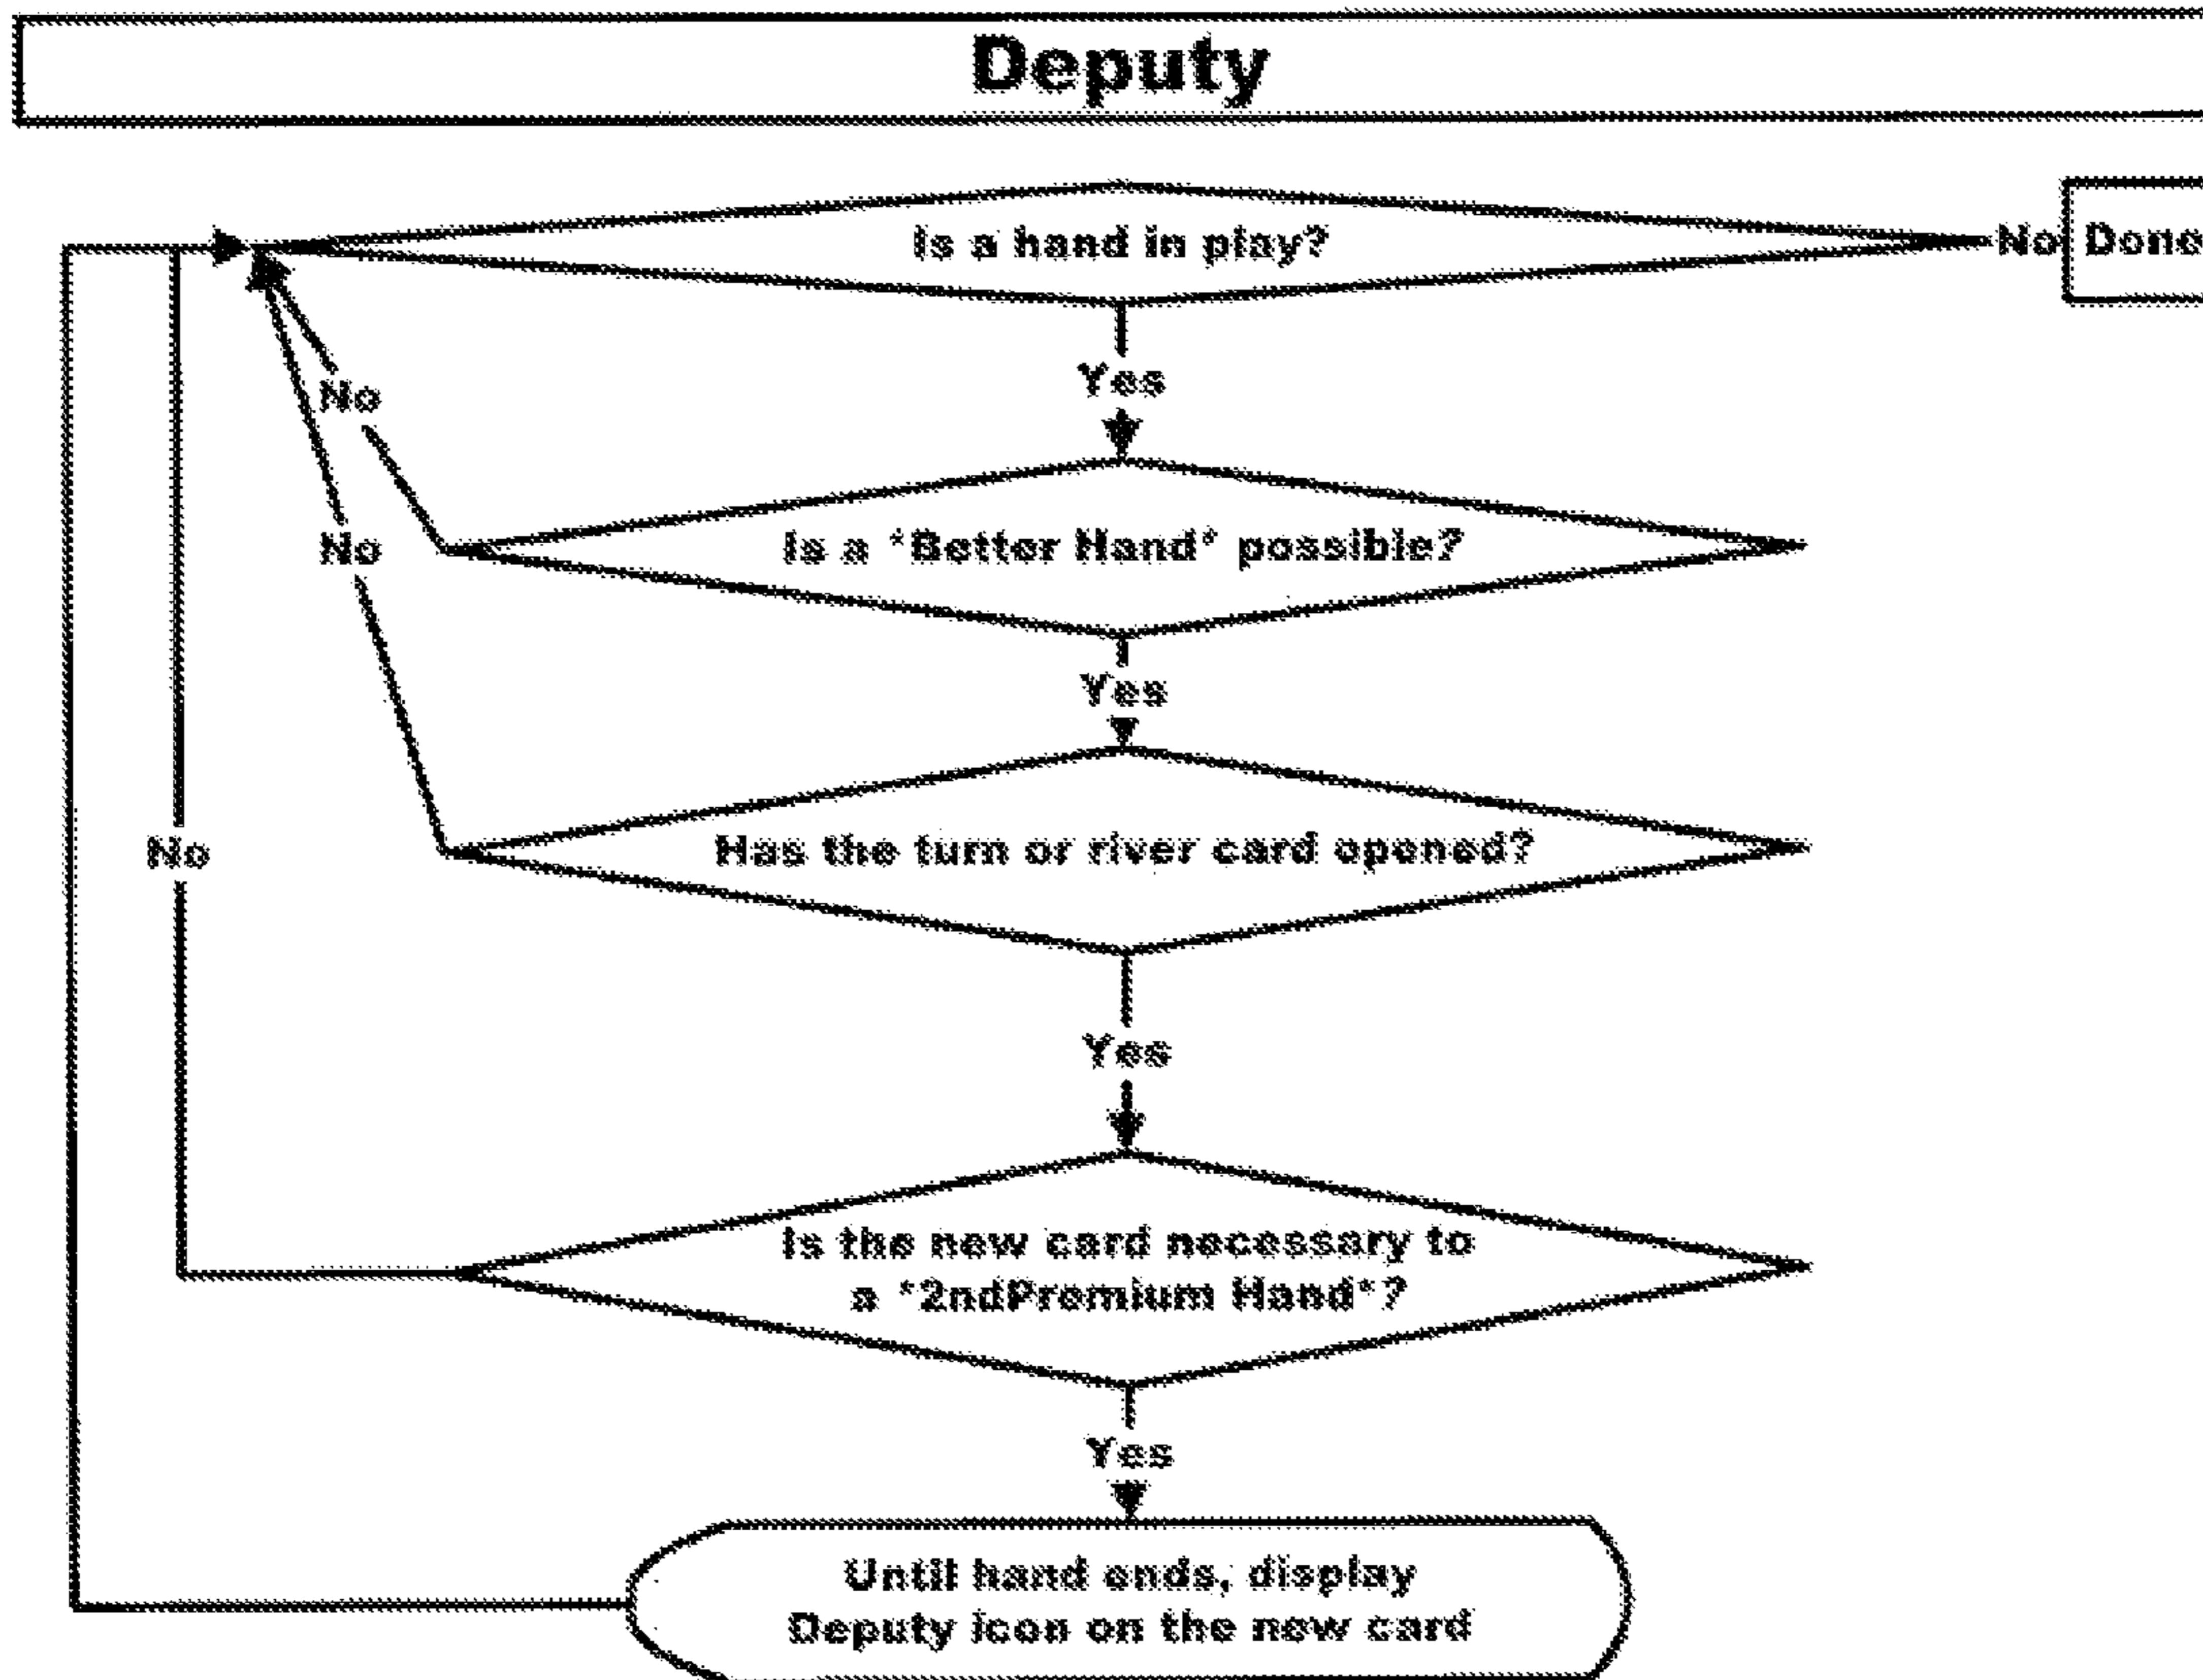 Deputy
Is a hand in play?
No
Done
Yes
No
Is a "Better Hand" possible?
No
Yes
Has the turn or river card opened?
No
Yes
Is the new card necessary to
a "2ndPremium Hand"?
Yes
Until hand ends, display
Deputy icon on the new card